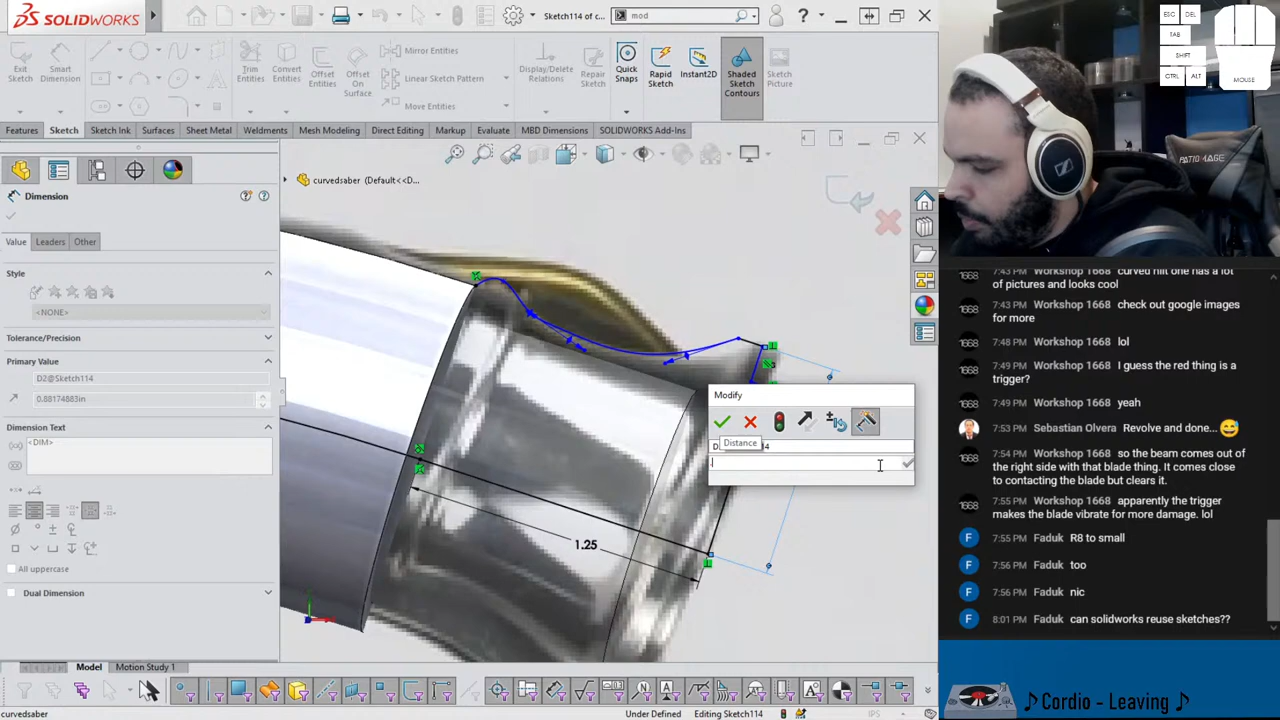 SOLIDWORKS
Sketch114 of c...
mod
ESC DEL
TAB
SHIFT
CTRL ALT
MOUSE
Exit Sketch
Smart Dimension
Trim Entities
Convert Entities
Offset Entities
Offset On Surface
Mirror Entities
Linear Sketch Pattern
Move Entities
Display/Delete Relations
Repair Sketch
Quick Snaps
Rapid Sketch
Instant2D
Shaded Sketch Contours
Sketch Picture
Features Sketch Sketch Ink Surfaces Sheet Metal Weldments Mesh Modeling Direct Editing Markup Evaluate MBD Dimensions SOLIDWORKS Add-Ins
curvedsaber (Default<<D...
Dimension
Value Leaders Other
Style
<NONE>
Tolerance/Precision
Primary Value
D2@Sketch114
0.88174883in
Dimension Text
<DIM>
All uppercase
Dual Dimension
Modify
Distance
1.25
PATIO MAGE
7:43 PM Workshop 1668 curved hilt one has a lot
of pictures and looks cool
7:43 PM Workshop 1668 check out google images
for more
7:48 PM Workshop 1668 lol
7:49 PM Workshop 1668 I guess the red thing is a
trigger?
7:49 PM Workshop 1668 yeah
7:53 PM Sebastian Olvera Revolve and done...😅
7:54 PM Workshop 1668 so the beam comes out of
the right side with that blade thing. It comes close
to contacting the blade but clears it.
7:55 PM Workshop 1668 apparently the trigger
makes the blade vibrate for more damage. lol
7:55 PM Faduk R8 to small
7:56 PM Faduk too
7:56 PM Faduk nic
8:01 PM Faduk can solidworks reuse sketches??
Model Motion Study 1
curvedsaber
Under Defined Editing Sketch114 IPS
♪ Cordio - Leaving ♪